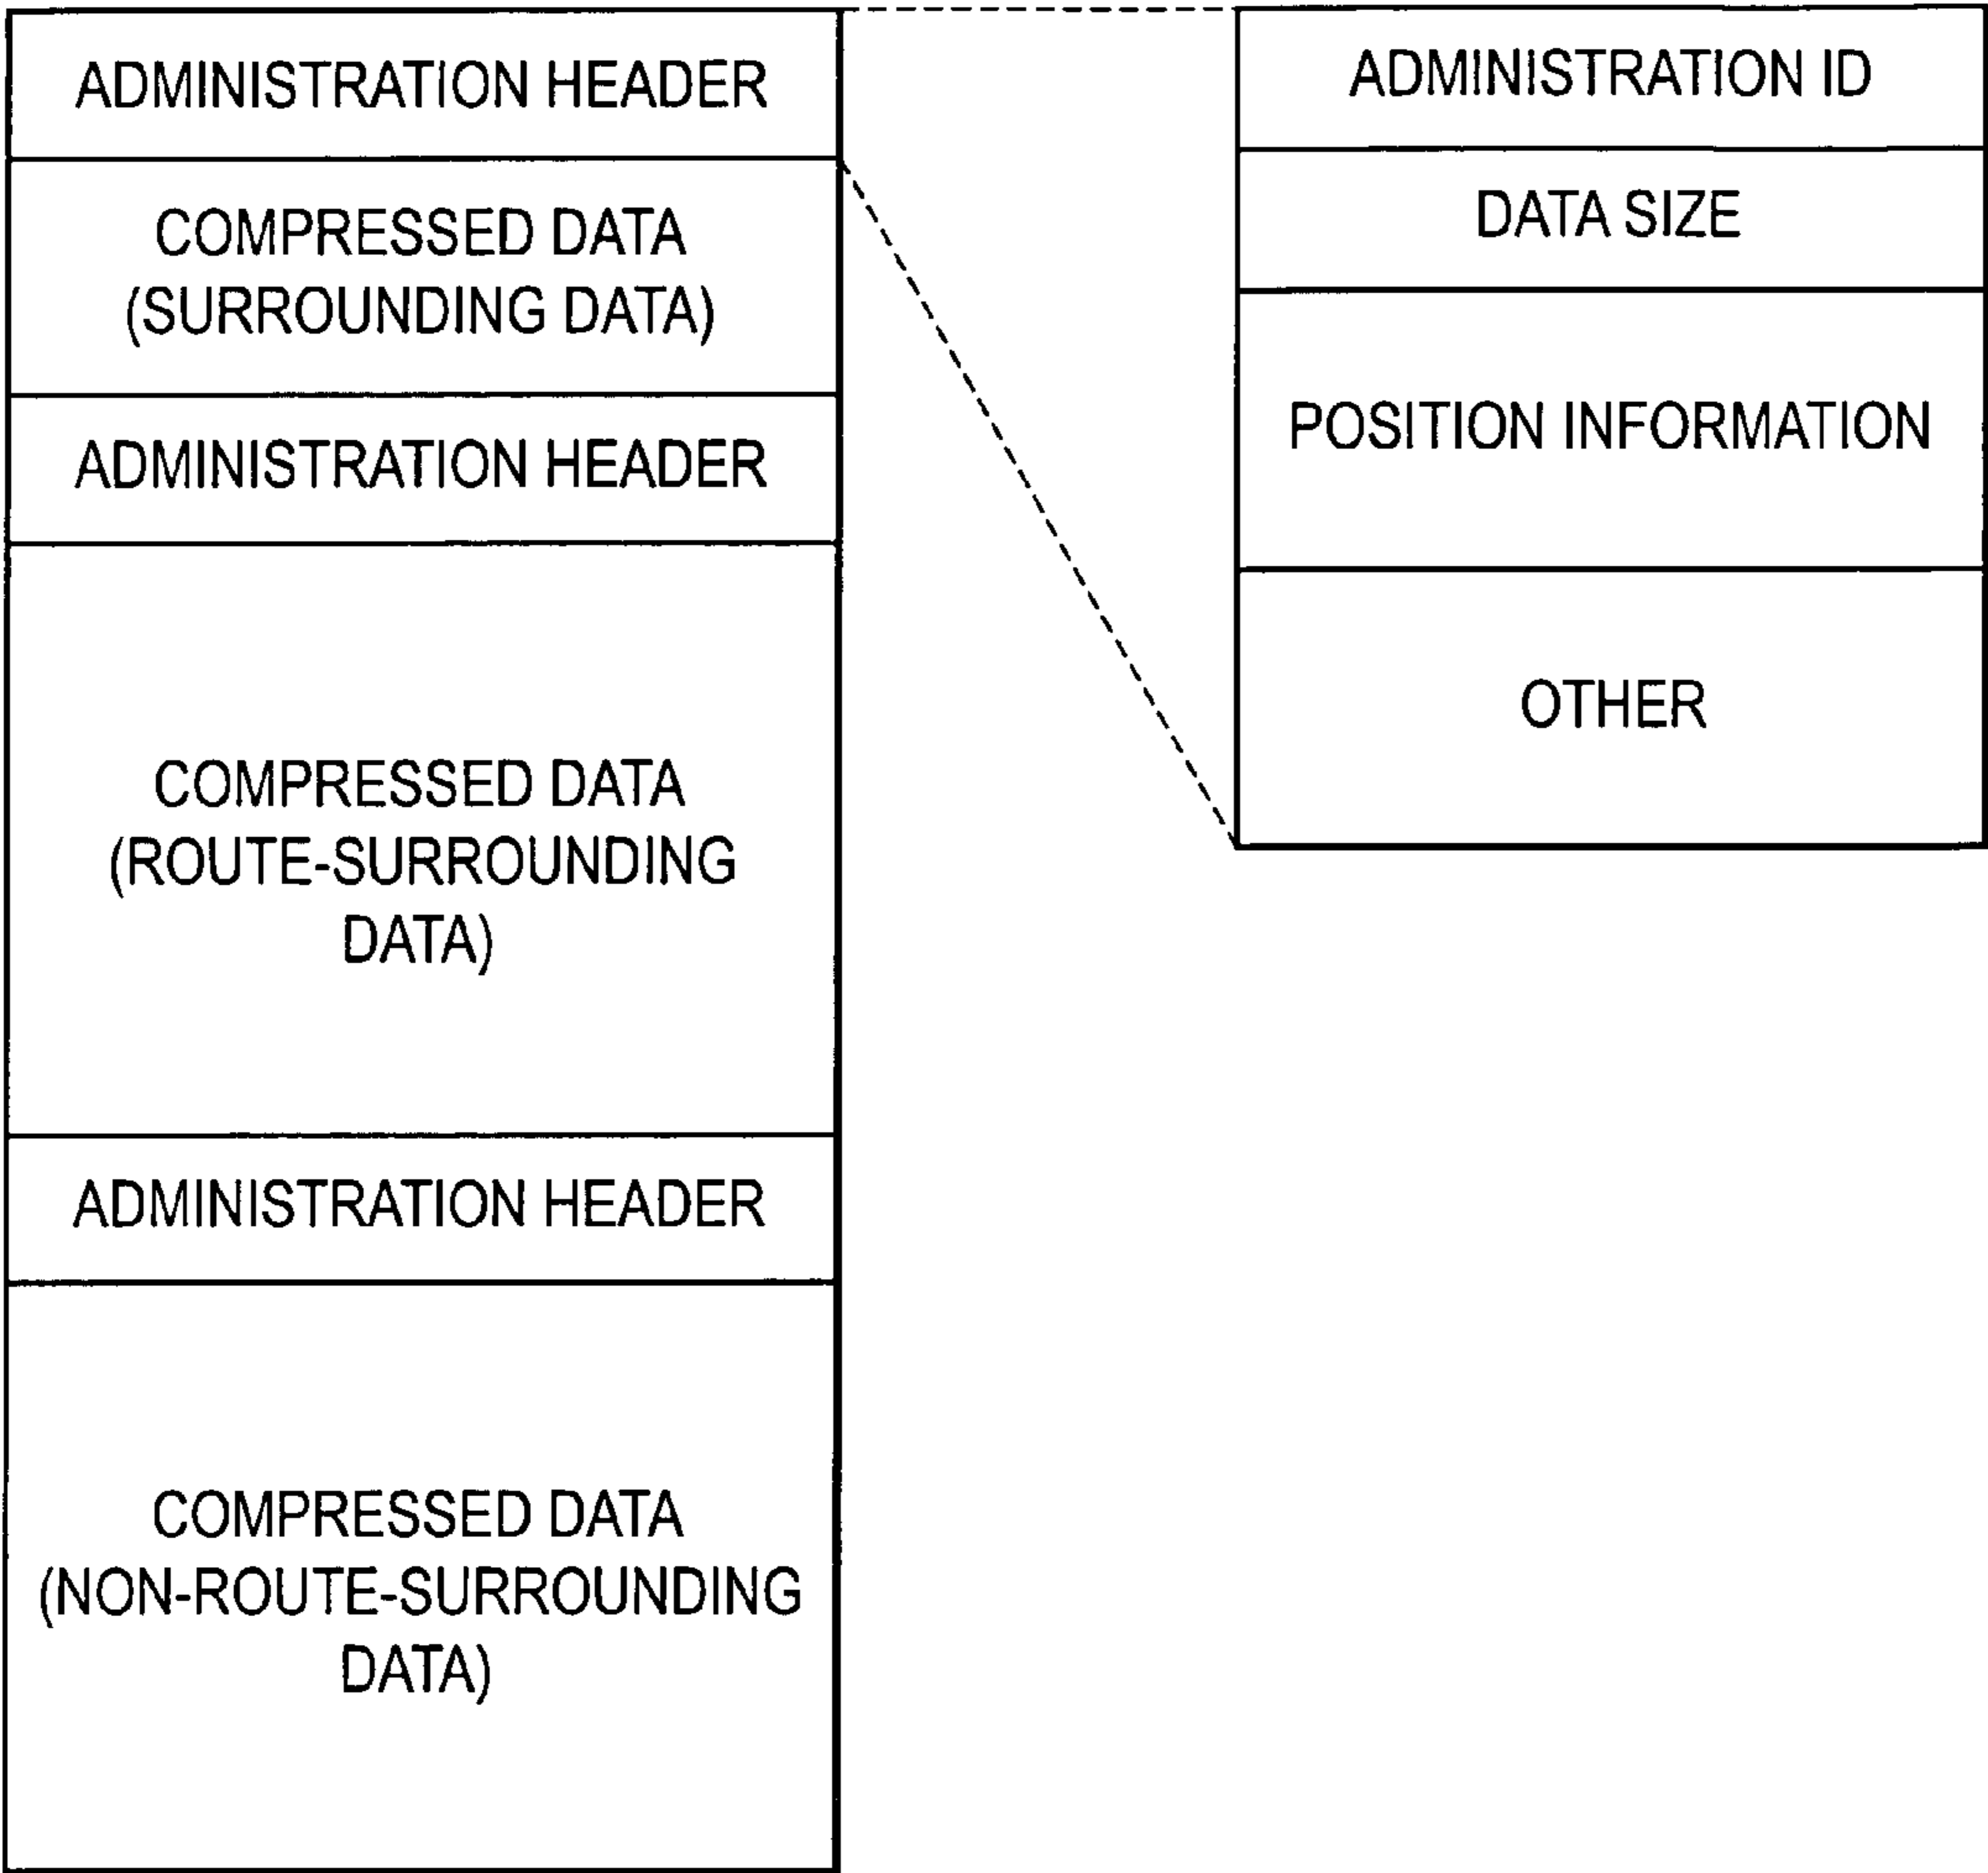 ADMINISTRATION HEADER
COMPRESSED DATA
(SURROUNDING DATA)
ADMINISTRATION HEADER
COMPRESSED DATA
(ROUTE-SURROUNDING
DATA)
ADMINISTRATION HEADER
COMPRESSED DATA
(NON-ROUTE-SURROUNDING
DATA)
ADMINISTRATION ID
DATA SIZE
POSITION INFORMATION
OTHER